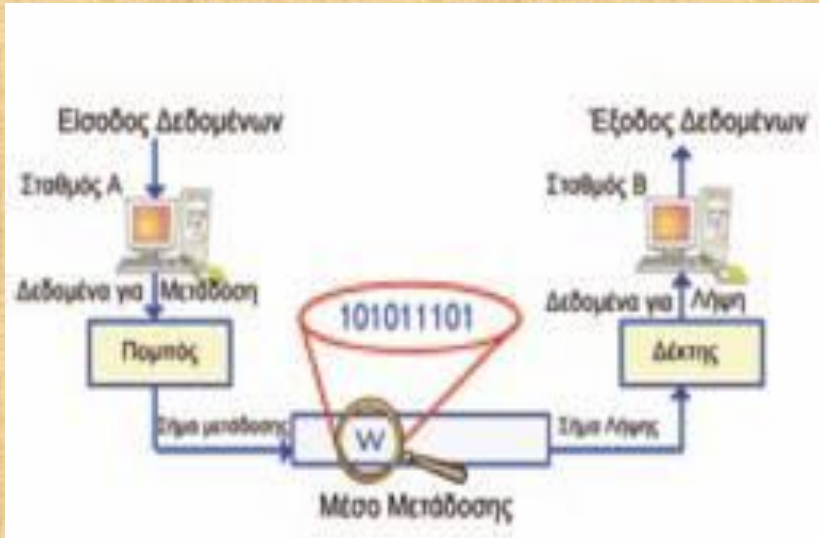 Είσοδος Δεδομένων
Έξοδος Δεδομένων
Σταθμός Α
Σταθμός Β
Δεδομένα για Μετάδοση
Δεδομένα για Λήψη
101011101
Πομπός
Δέκτης
Σήμα μετάδοσης
W
Σήμα Λήψης
Μέσο Μετάδοσης